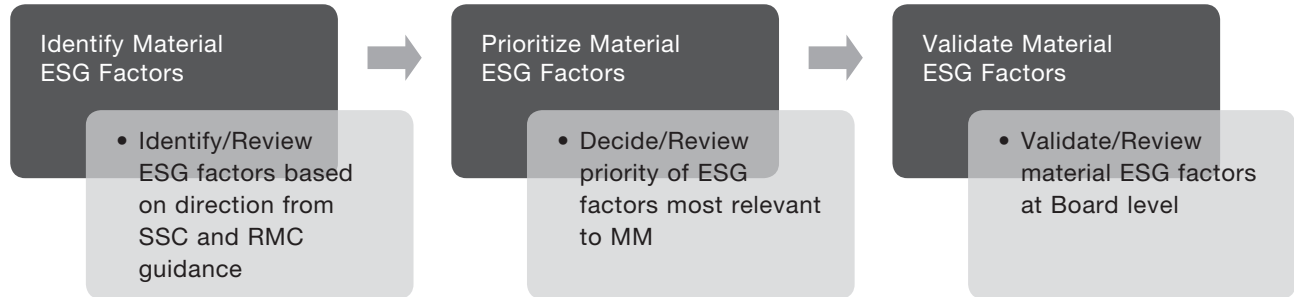 Identify Material
ESG Factors
• Identify/Review
ESG factors based
on direction from
SSC and RMC
guidance
Prioritize Material
ESG Factors
• Decide/Review
priority of ESG
factors most relevant
to MM
Validate Material
ESG Factors
• Validate/Review
material ESG factors
at Board level